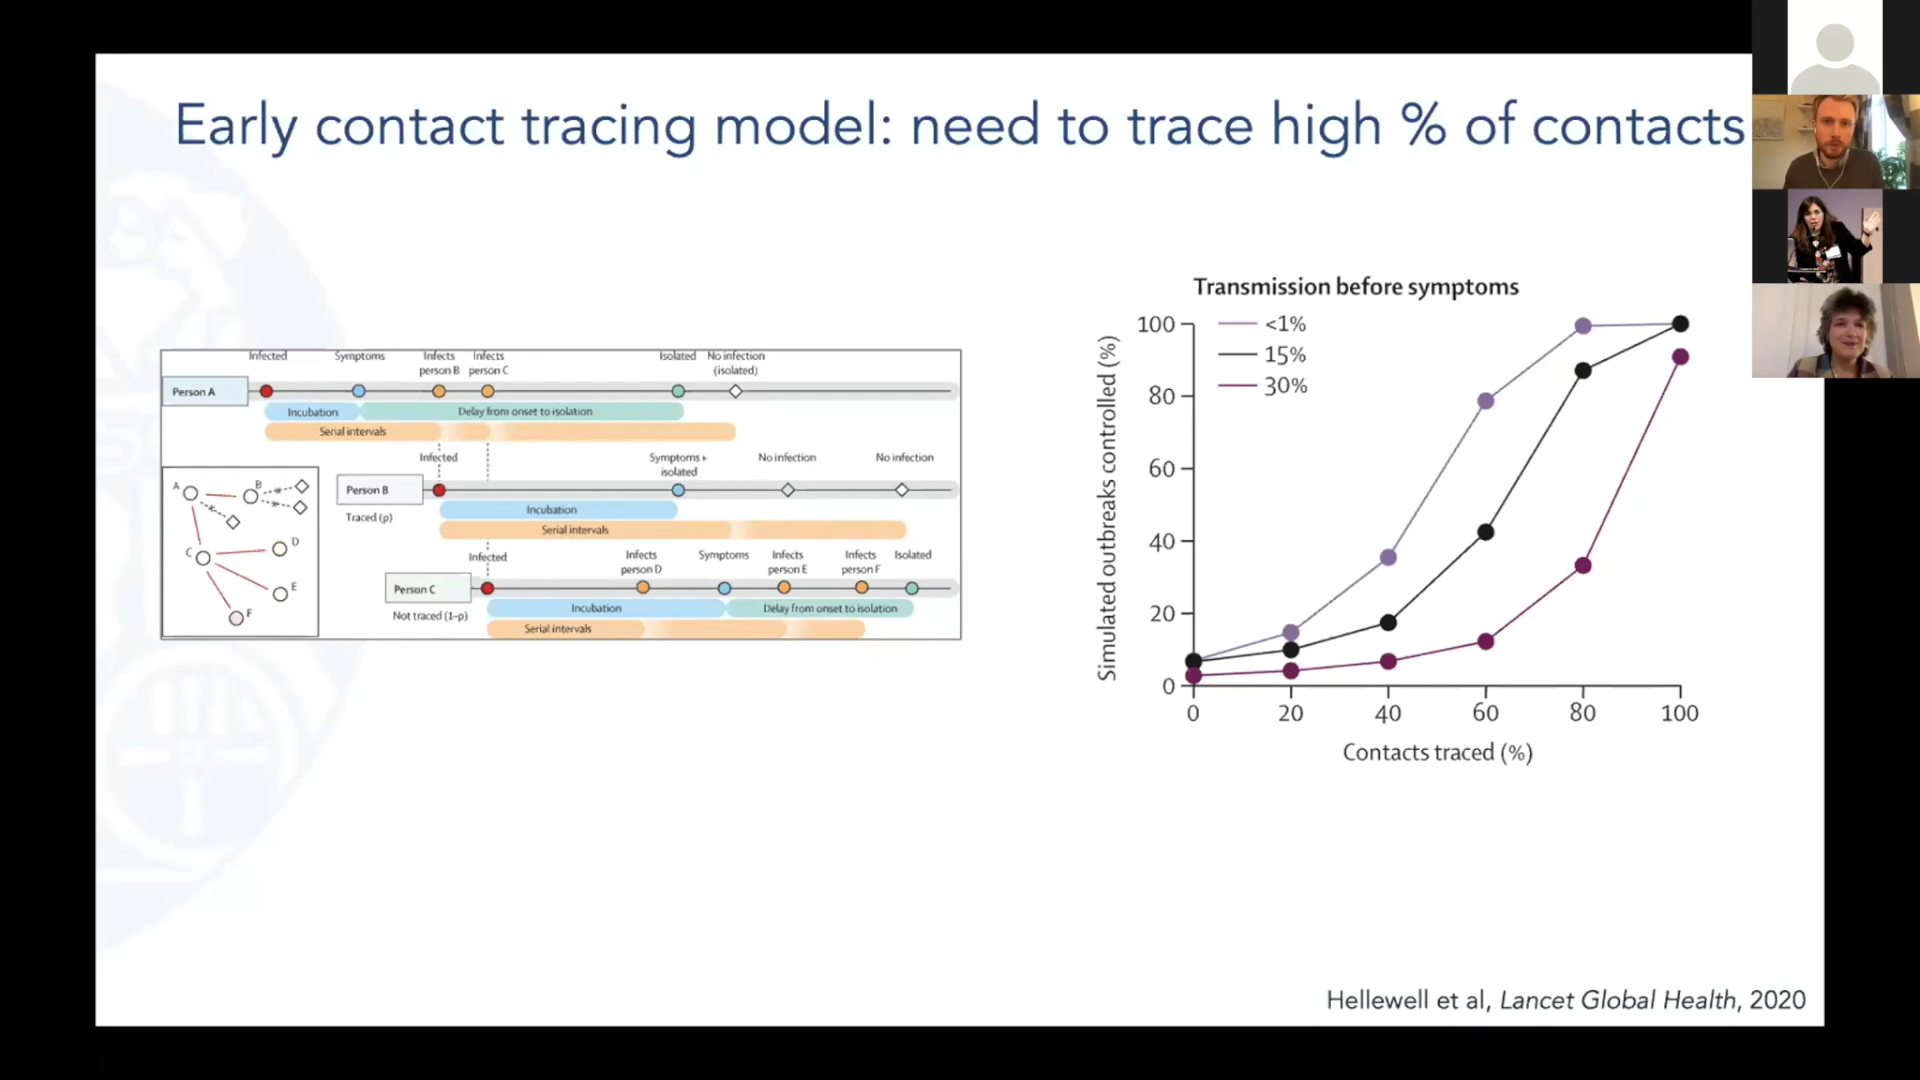 Early contact tracing model: need to trace high % of contacts
Infected
Symptoms
Infects
person B
Infects
person C
Isolated
No infection
(isolated)
Person A
Incubation
Delay from onset to isolation
Serial intervals
Infected
Symptoms+
isolated
No infection
No infection
Person B
Traced (ρ)
Incubation
Serial intervals
Infected
Infects
person D
Symptoms
Infects
person E
Infects
person F
Isolated
Person C
Not traced (1–ρ)
Incubation
Delay from onset to isolation
Serial intervals
A
B
C
D
E
F
Transmission before symptoms
<1%
15%
30%
Simulated outbreaks controlled (%)
100
80
60
40
20
0
0
20
40
60
80
100
Contacts traced (%)
Hellewell et al, Lancet Global Health, 2020